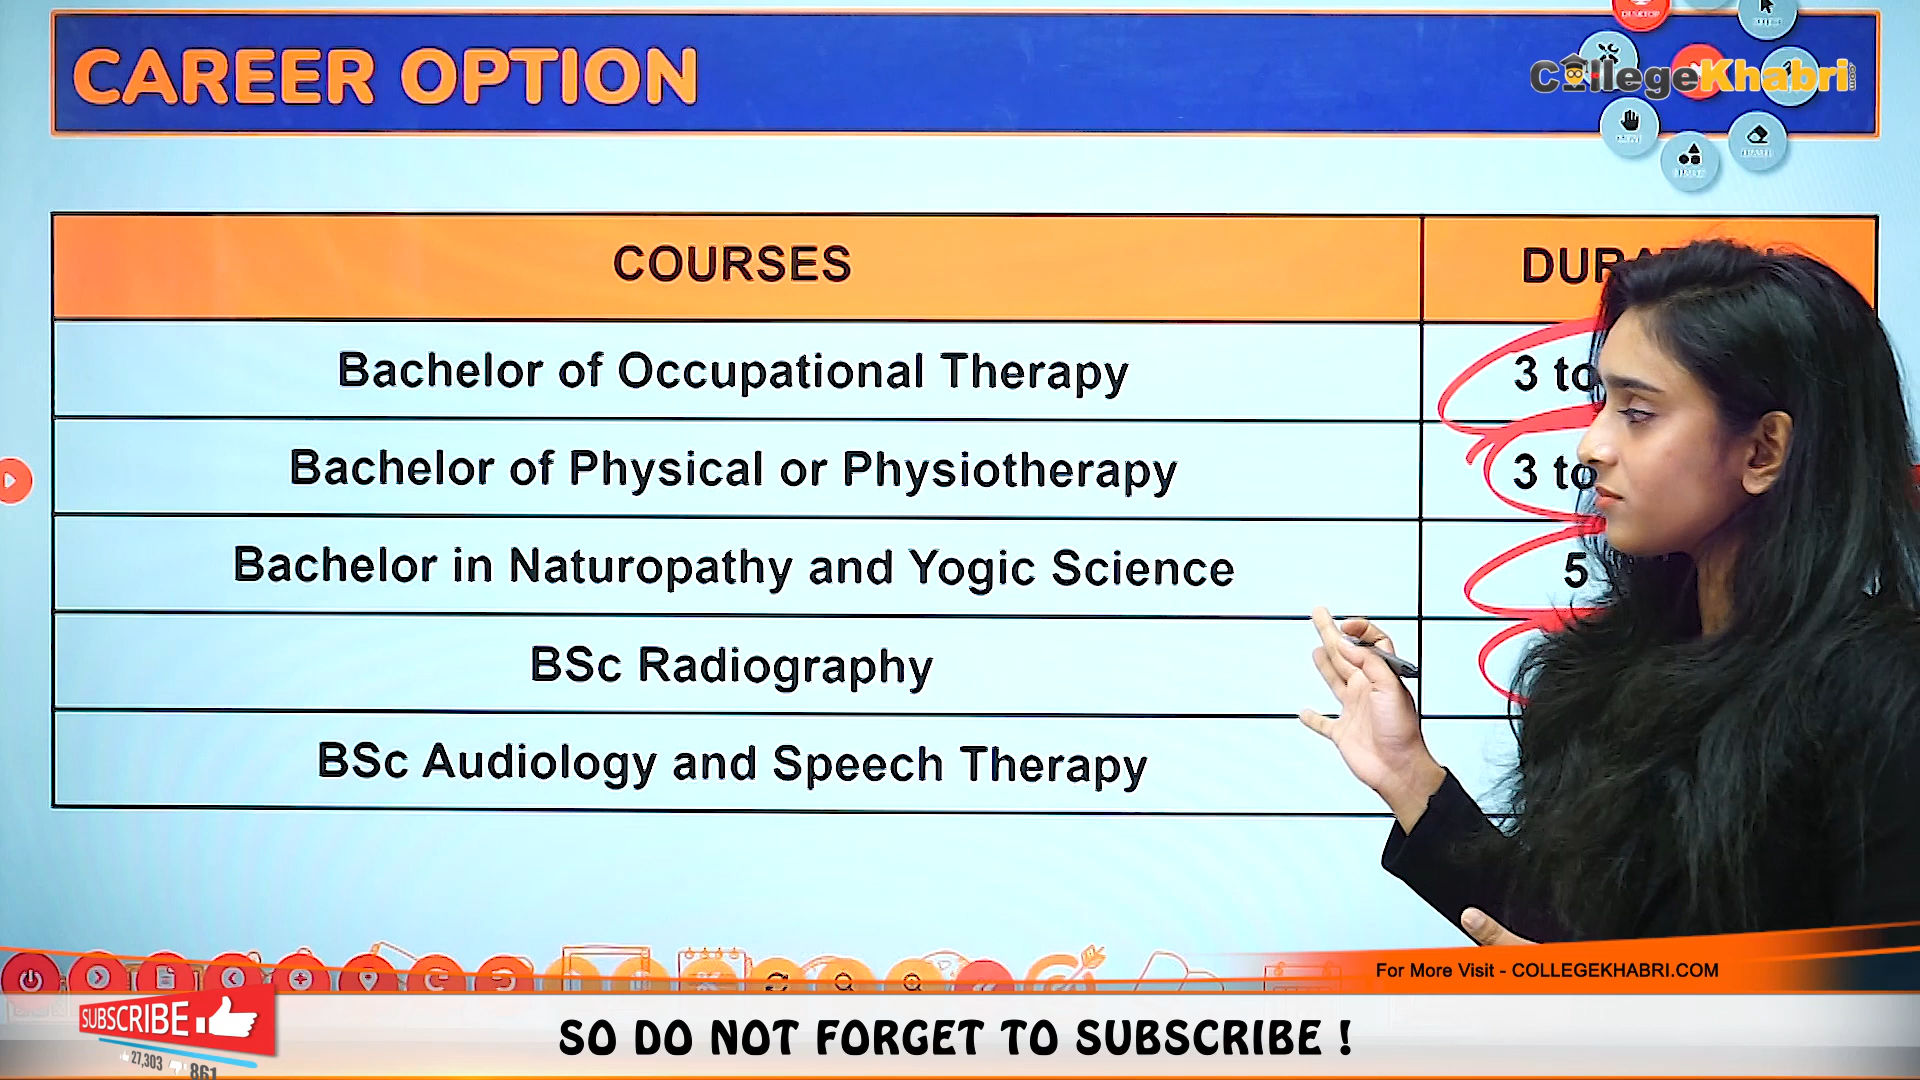 CAREER OPTION
CollegeKhabri.com
COURSES
Bachelor of Occupational Therapy
3 to
Bachelor of Physical or Physiotherapy
3 to
Bachelor in Naturopathy and Yogic Science
5
BSc Radiography
BSc Audiology and Speech Therapy
For More Visit - COLLEGEKHABRI.COM
SUBSCRIBE
27,303
861
SO DO NOT FORGET TO SUBSCRIBE !